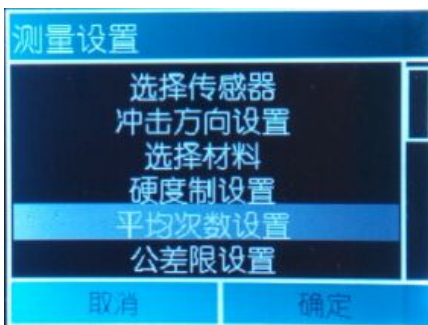 测量设置
选择传感器
冲击方向设置
选择材料
硬度制设置
平均次数设置
公差限设置
取消
确定